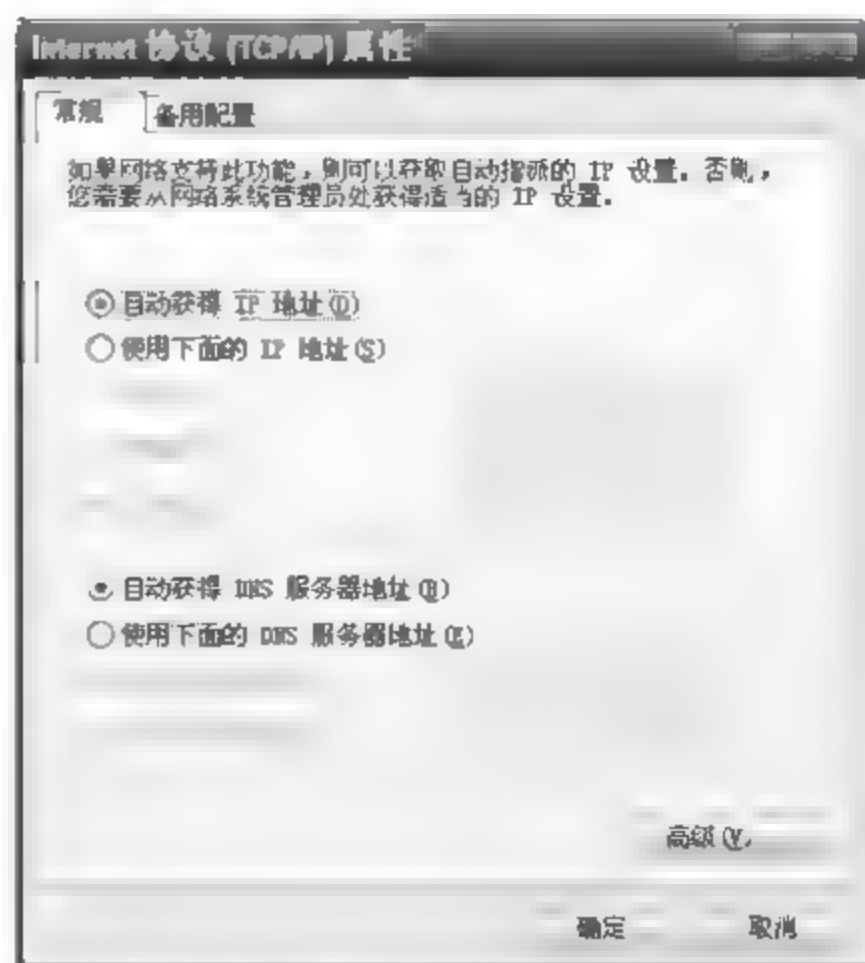 Internet 协议 (TCP/IP) 属性
常规 备用配置
如果网络支持此功能，则可以获取自动指派的 IP 设置。否则，
您需要从网络系统管理员处获得适当的 IP 设置。
自动获得 IP 地址(O)
使用下面的 IP 地址(S)
自动获得 DNS 服务器地址(B)
使用下面的 DNS 服务器地址(E)
高级(V)
确定 取消